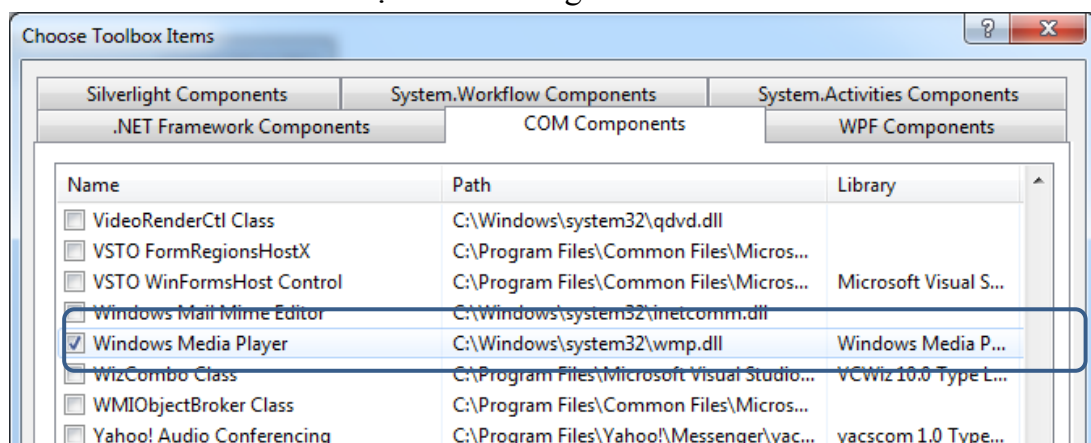 Choose Toolbox Items
Silverlight Components System.Workflow Components System.Activities Components
.NET Framework Components COM Components WPF Components
Name Path Library
VideoRenderCtl Class C:\Windows\system32\qdvd.dll
VSTO FormRegionsHostX C:\Program Files\Common Files\Micros...
VSTO WinFormsHost Control C:\Program Files\Common Files\Micros... Microsoft Visual S...
Windows Mail Mime Editor C:\Windows\system32\inetcomm.dll
Windows Media Player C:\Windows\system32\wmp.dll Windows Media P...
WizCombo Class C:\Program Files\Microsoft Visual Studio... VCWiz 10.0 Type L...
WMIObjectBroker Class C:\Program Files\Common Files\Micros...
Yahoo! Audio Conferencing C:\Program Files\Yahoo!\Messenger\yac... yacscom 1.0 Type...